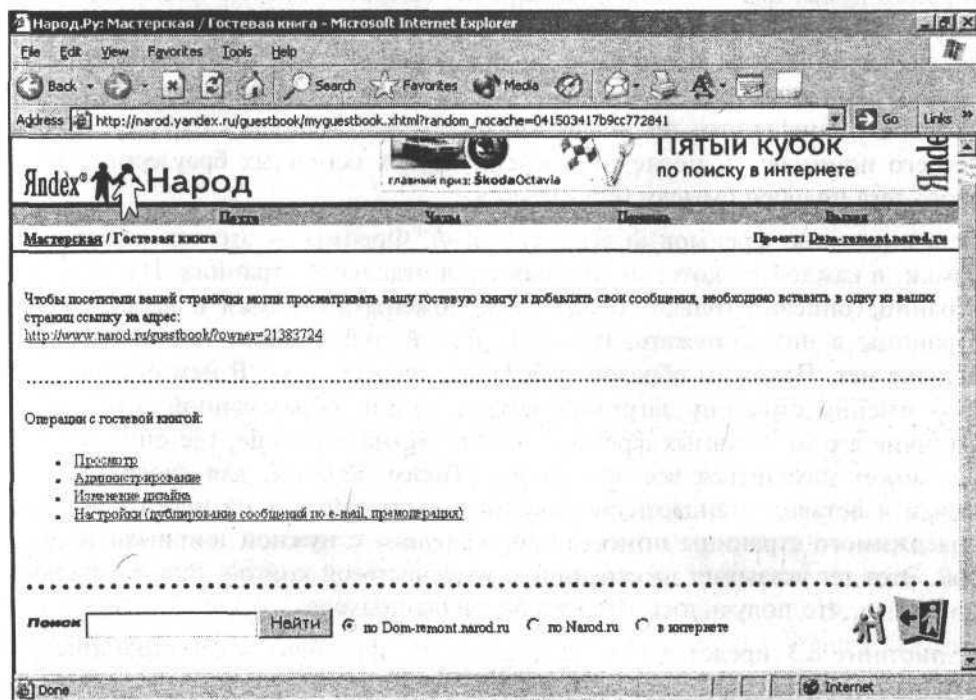 Народ.Ру: Мастерская / Гостевая книга - Microsoft Internet Explorer
File Edit View Favorites Tools Help
Back Search Favorites Media
Address http://narod.yandex.ru/guestbook/myguestbook.xhtml?random_nocache=041503417b9cc772841 Go Links »
Яndex® Народ
главный приз: ŠkodaOctavia
Пятый кубок
по поиску в интернете
Яnde
Почта
Мастерская / Гостевая книга
Проект: Dom-remont.narod.ru
Чтобы посетители вашей странички могли просматривать вашу гостевую книгу и добавлять свои сообщения, необходимо вставить в одну из ваших
страниц ссылку на адрес:
http://www.narod.ru/guestbook/?owner=21383724
Операции с гостевой книгой:
Просмотр
Администрирование
Изменение дизайна
Настройки (дублирование сообщений по e-mail, премодерация)
Поиск Найти по Dom-remont.narod.ru по Narod.ru в интернете
Done Internet